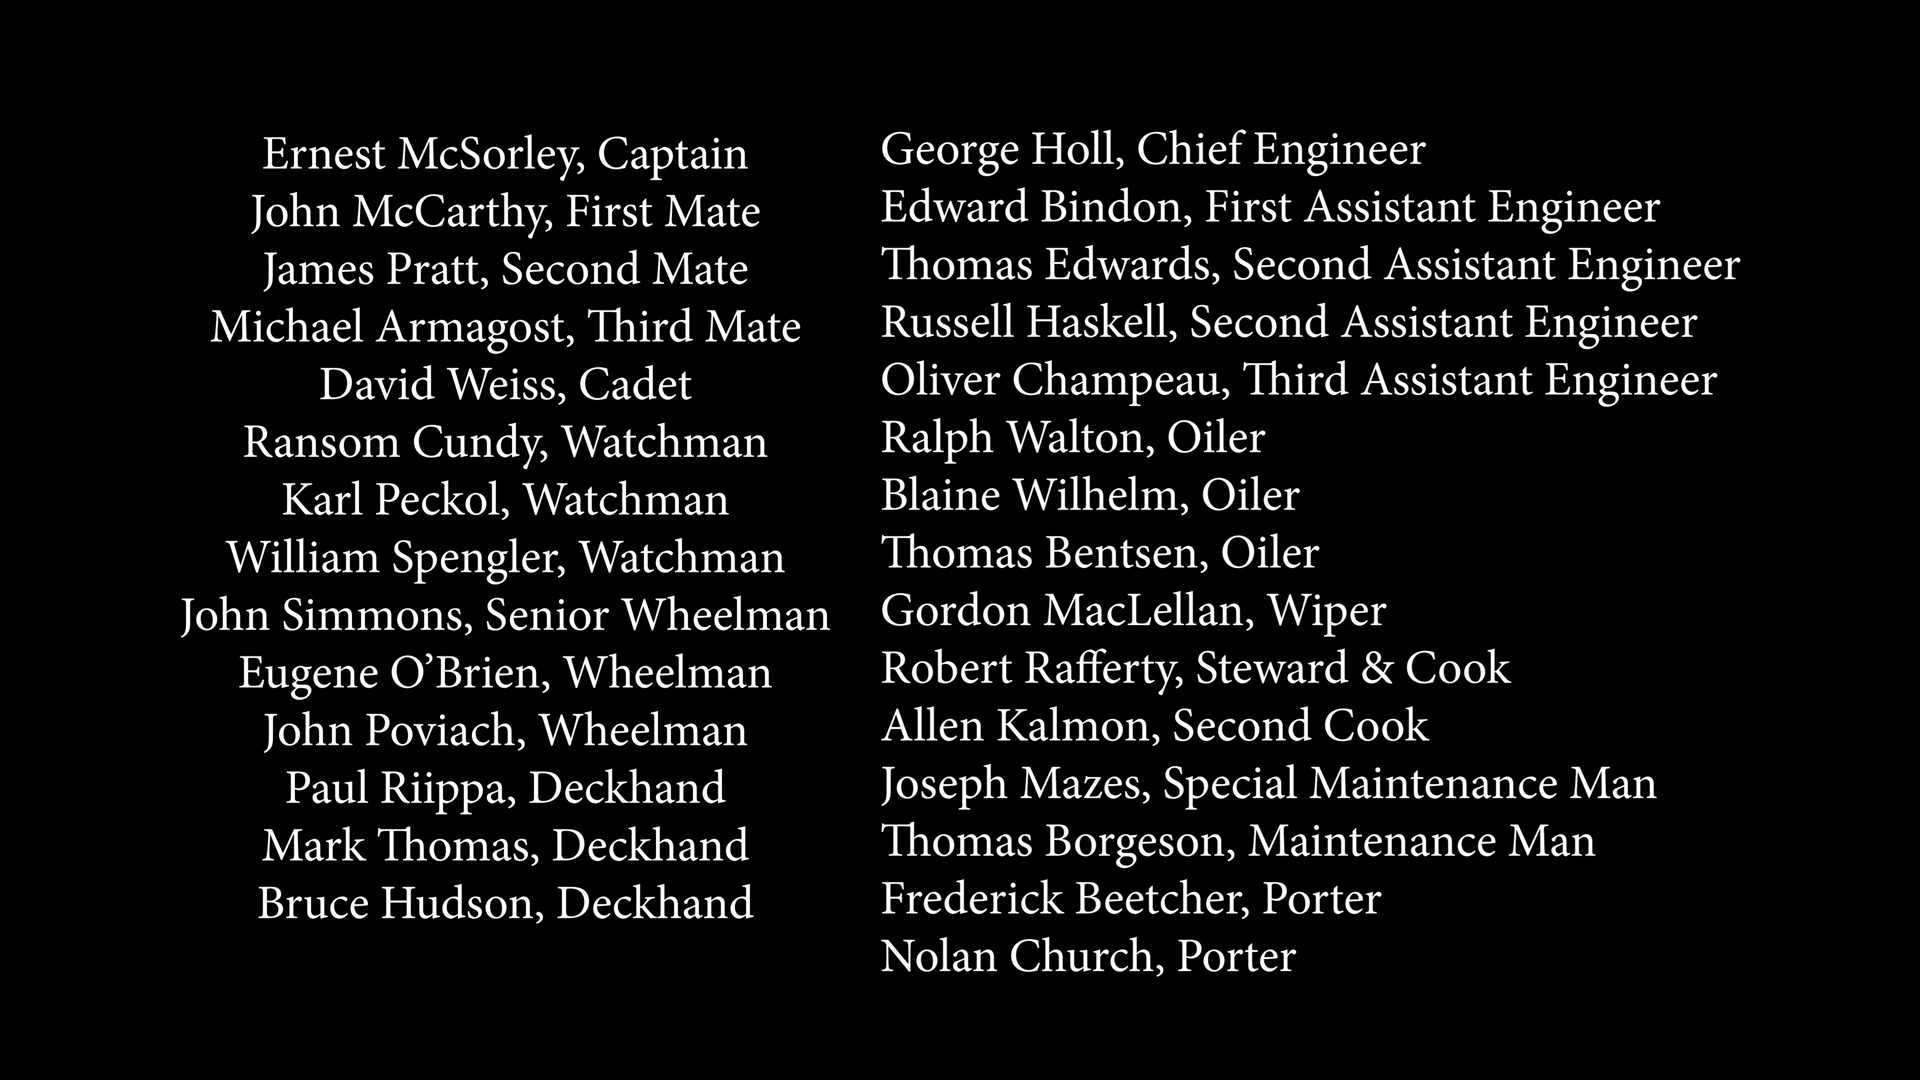 Ernest McSorley, Captain
John McCarthy, First Mate
James Pratt, Second Mate
Michael Armagost, Third Mate
David Weiss, Cadet
Ransom Cundy, Watchman
Karl Peckol, Watchman
William Spengler, Watchman
John Simmons, Senior Wheelman
Eugene O’Brien, Wheelman
John Poviach, Wheelman
Paul Riippa, Deckhand
Mark Thomas, Deckhand
Bruce Hudson, Deckhand
George Holl, Chief Engineer
Edward Bindon, First Assistant Engineer
Thomas Edwards, Second Assistant Engineer
Russell Haskell, Second Assistant Engineer
Oliver Champeau, Third Assistant Engineer
Ralph Walton, Oiler
Blaine Wilhelm, Oiler
Thomas Bentsen, Oiler
Gordon MacLellan, Wiper
Robert Rafferty, Steward & Cook
Allen Kalmon, Second Cook
Joseph Mazes, Special Maintenance Man
Thomas Borgeson, Maintenance Man
Frederick Beetcher, Porter
Nolan Church, Porter